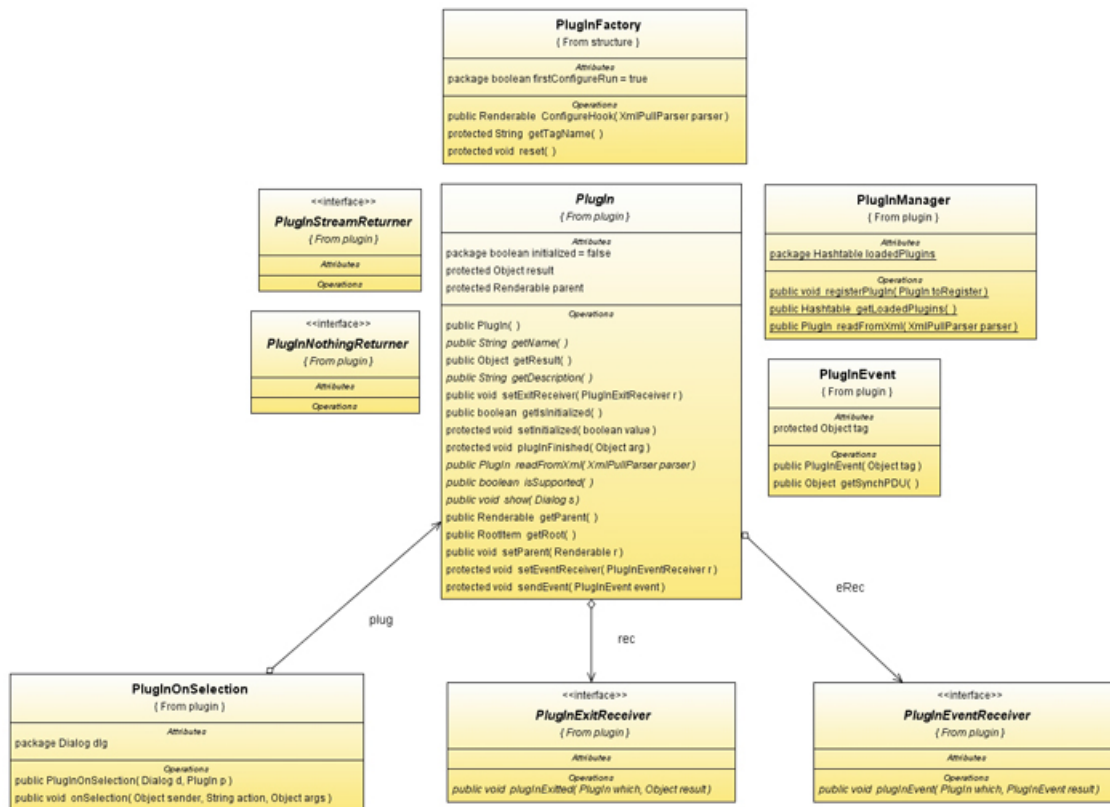 PlugInFactory
{ From structure }
Attributes
package boolean firstConfigureRun = true
Operations
public Renderable ConfigureHook( XmlPullParser parser )
protected String getTagName( )
protected void reset( )
<<interface>>
PlugInStreamReturner
{ From plugin }
Attributes
Operations
<<interface>>
PlugInNothingReturner
{ From plugin }
Attributes
Operations
PlugIn
{ From plugin }
Attributes
package boolean initialized = false
protected Object result
protected Renderable parent
Operations
public PlugIn( )
public String getName( )
public Object getResult( )
public String getDescription( )
public void setExitReceiver( PlugInExitReceiver r )
public boolean getIsInitialized( )
protected void setInitialized( boolean value )
protected void plugInFinished( Object arg )
public PlugIn readFromXml( XmlPullParser parser )
public boolean isSupported( )
public void show( Dialog s )
public Renderable getParent( )
public RootItem getRoot( )
public void setParent( Renderable r )
protected void setEventReceiver( PlugInEventReceiver r )
protected void sendEvent( PlugInEvent event )
PlugInManager
{ From plugin }
Attributes
package Hashtable loadedPlugins
Operations
public void registerPlugIn( PlugIn toRegister )
public Hashtable getLoadedPlugins( )
public PlugIn readFromXml( XmlPullParser parser )
PlugInEvent
{ From plugin }
Attributes
protected Object tag
Operations
public PlugInEvent( Object tag )
public Object getSynchPDU( )
plug
rec
eRec
PlugInOnSelection
{ From plugin }
Attributes
package Dialog dlg
Operations
public PlugInOnSelection( Dialog d, PlugIn p )
public void onSelection( Object sender, String action, Object args )
<<interface>>
PlugInExitReceiver
{ From plugin }
Attributes
Operations
public void plugInExitted( PlugIn which, Object result )
<<interface>>
PlugInEventReceiver
{ From plugin }
Attributes
Operations
public void plugInEvent( PlugIn which, PlugInEvent result )